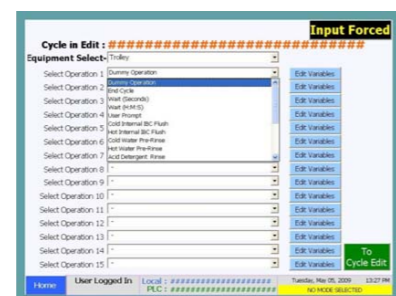 Input Forced
Cycle in Edit : ############################
Equipment Select- Trolley
Select Operation 1 Dummy Operation Edit Variables
Dummy Operation
Select Operation 2 End Cycle Edit Variables
Select Operation 3 Wait (Seconds) Edit Variables
Wait (H:M:S)
Select Operation 4 User Prompt Edit Variables
Select Operation 5 Cold Internal IBC Flush Edit Variables
Hot Internal IBC Flush
Select Operation 6 Cold Water Pre-Rinse Edit Variables
Hot Water Pre-Rinse
Select Operation 7 Acid Detergent Rinse Edit Variables
Select Operation 8 - Edit Variables
Select Operation 9 - Edit Variables
Select Operation 10 - Edit Variables
Select Operation 11 - Edit Variables
Select Operation 12 - Edit Variables
Select Operation 13 - Edit Variables
Select Operation 14 - Edit Variables
Select Operation 15 - Edit Variables
To
Cycle Edit
Home User Logged In Local : #################### Tuesday, May 05, 2009 13:27 PM
PLC : #################### NO MODE SELECTED